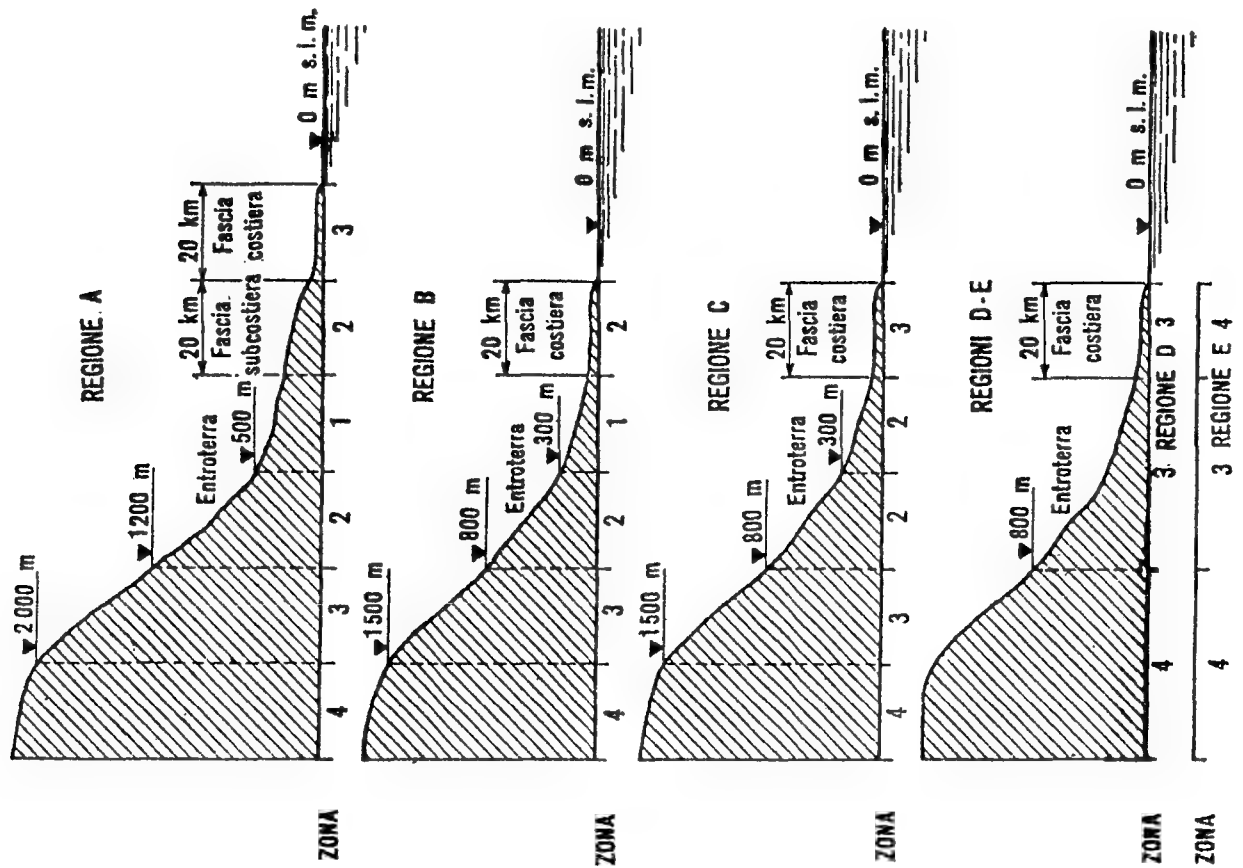 REGIONE A
2000 m
1200 m
Entroterra
500 m
20 km
Fascia
subcostiera
20 km
Fascia
costiera
0 m s.l.m.
ZONA
4
3
2
1
2
3
REGIONE B
1500 m
800 m
Entroterra
300 m
20 km
Fascia
costiera
0 m s.l.m.
ZONA
4
3
2
1
2
REGIONE C
1500 m
800 m
Entroterra
300 m
20 km
Fascia
costiera
0 m s.l.m.
ZONA
4
3
2
2
3
REGIONI D-E
800 m
Entroterra
20 km
Fascia
costiera
0 m s.l.m.
ZONA
4
3 REGIONE D 3
ZONA
4
3 REGIONE E 4